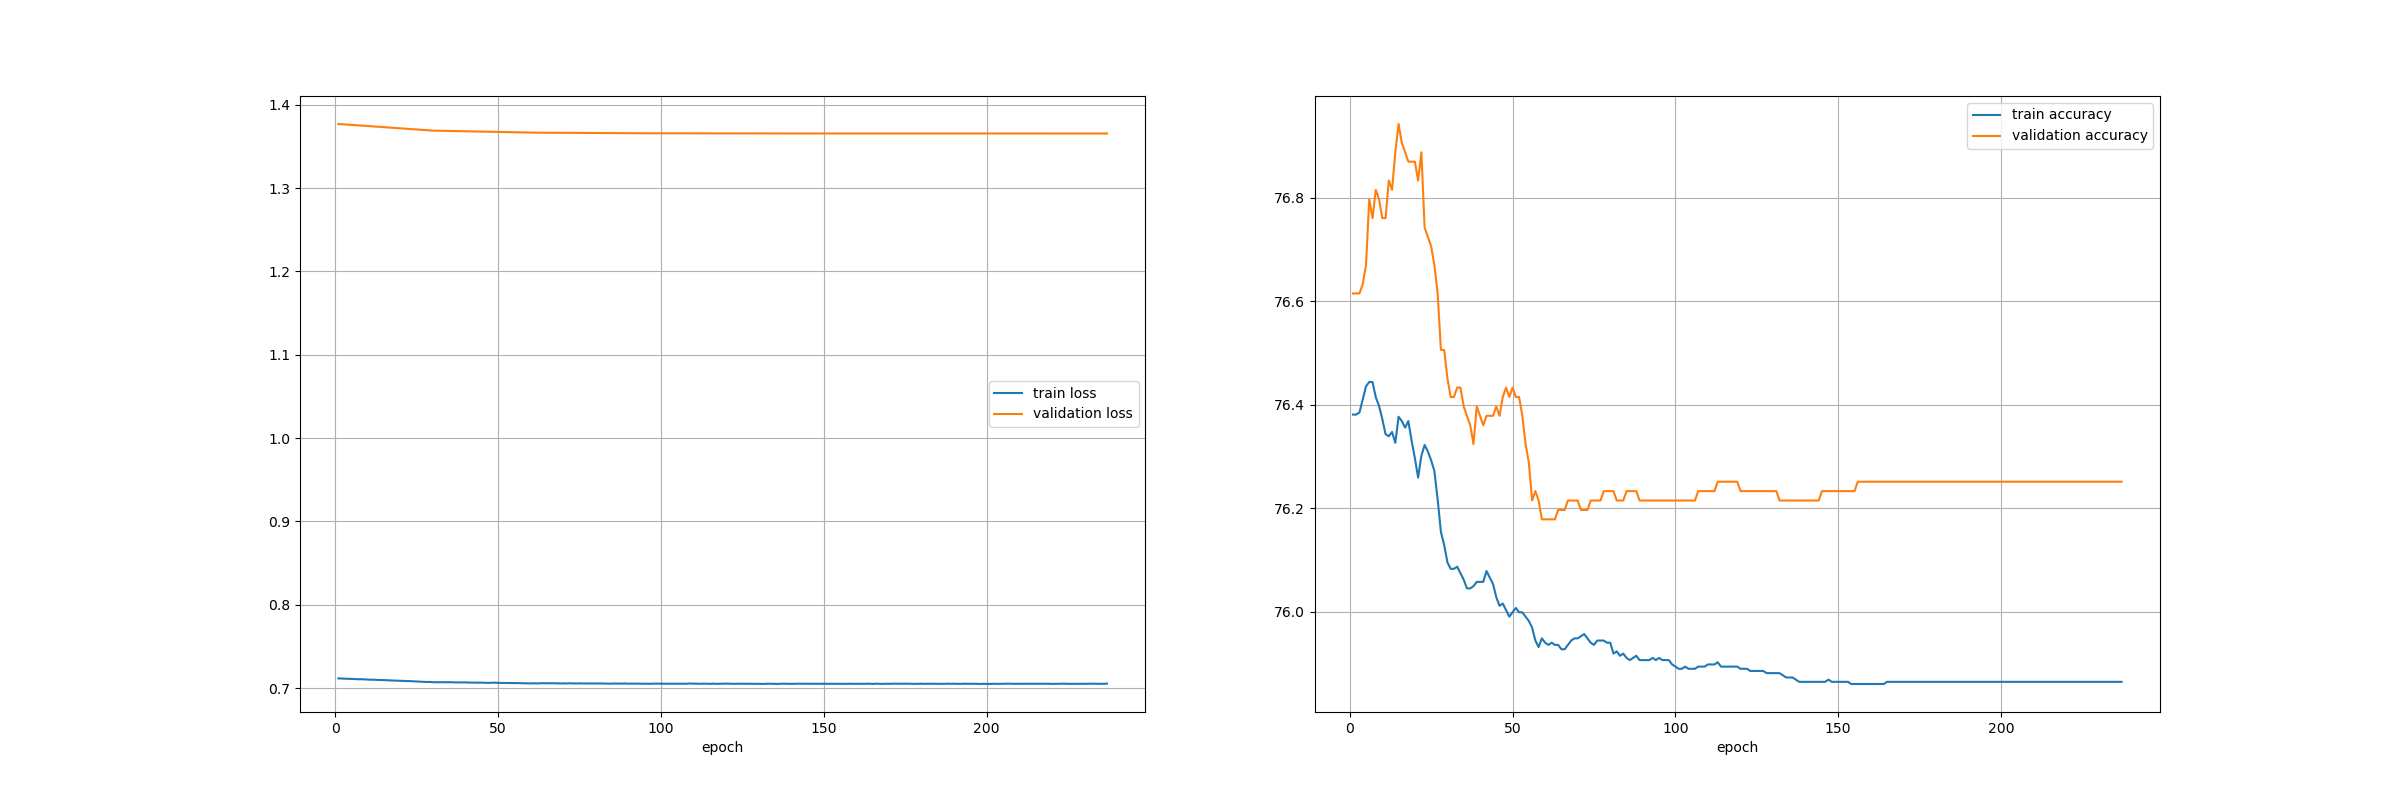 1.4
1.3
1.2
1.1
1.0
0.9
0.8
0.7
train loss
validation loss
0 50 100 150 200
epoch
train accuracy
validation accuracy
76.8
76.6
76.4
76.2
76.0
0 50 100 150 200
epoch